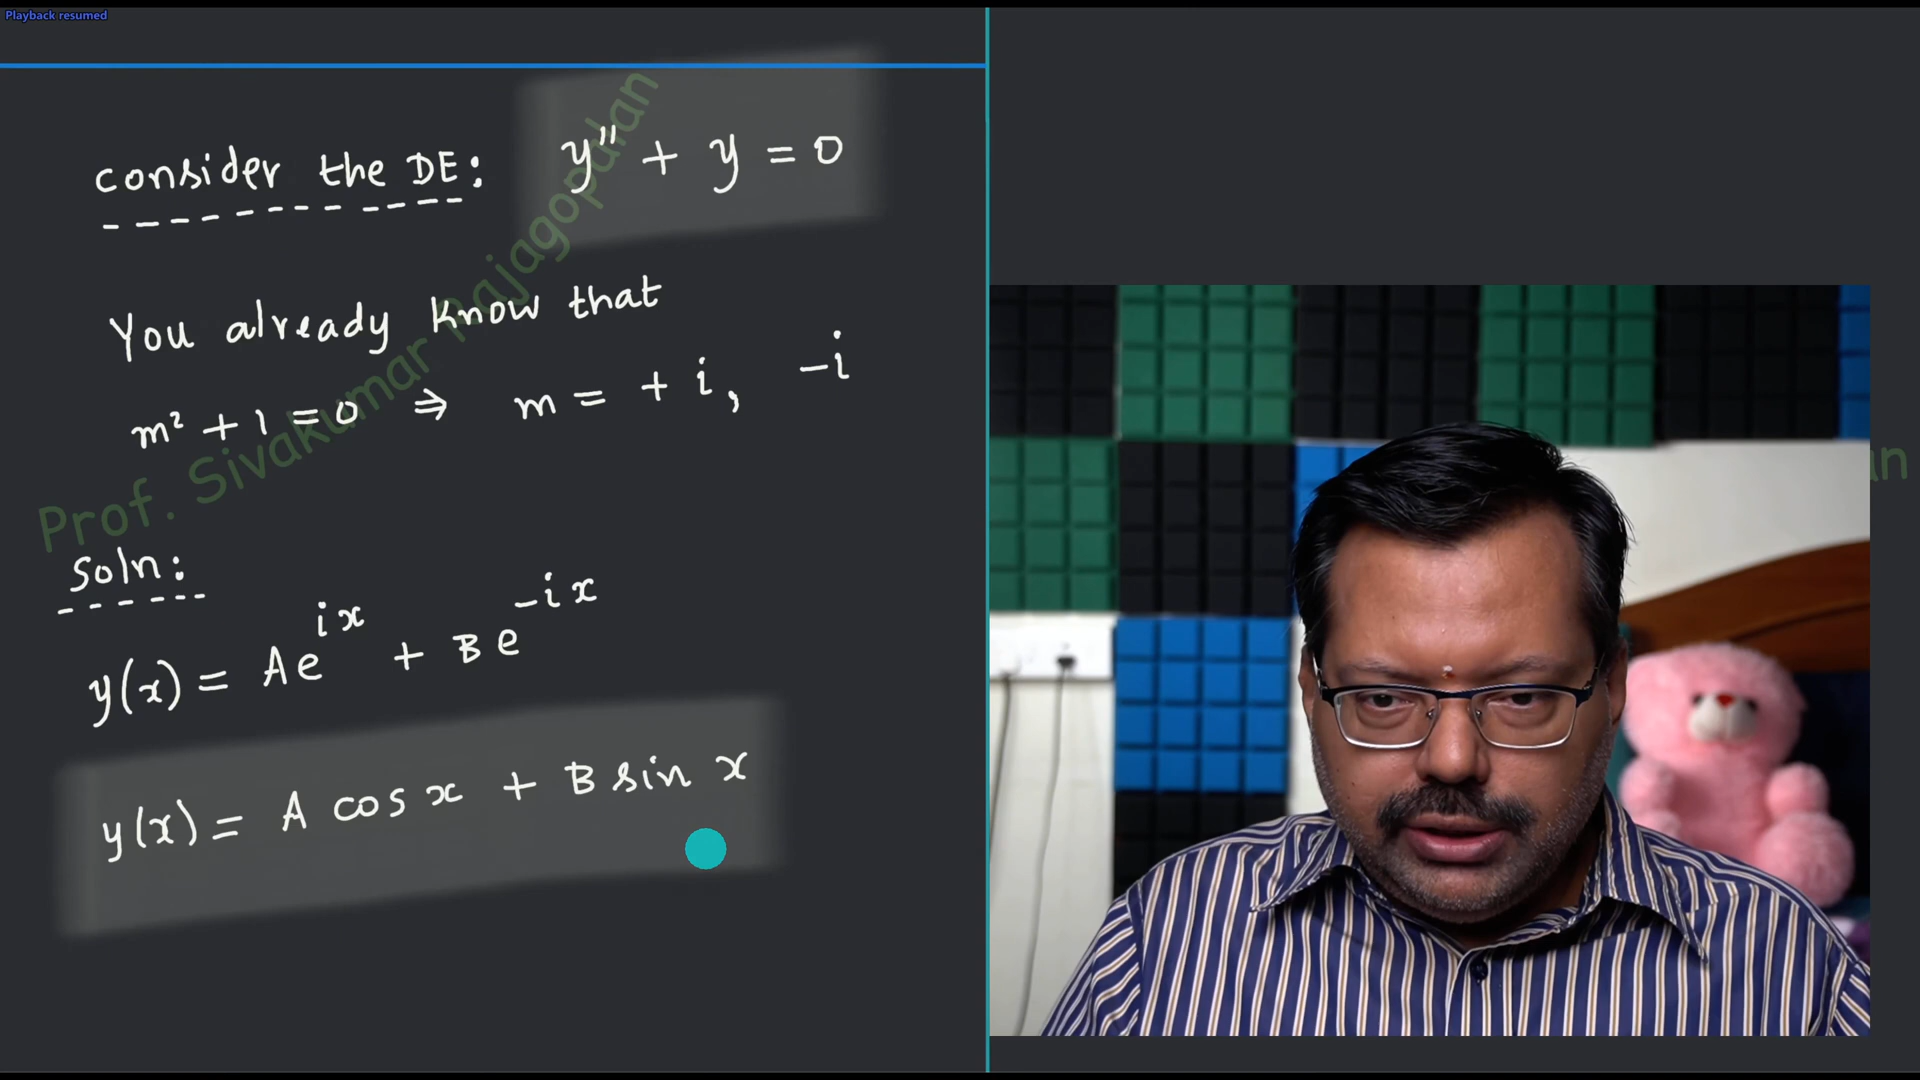 Playback resumed
consider the DE: y'' + y = 0
You already know that
m² + 1 = 0 ⇒ m = + i, -i
Prof. Sivakumar Rajagopalan
Soln:
y(x) = Ae^{ix} + Be^{-ix}
y(x) = A cos x + B sin x
an